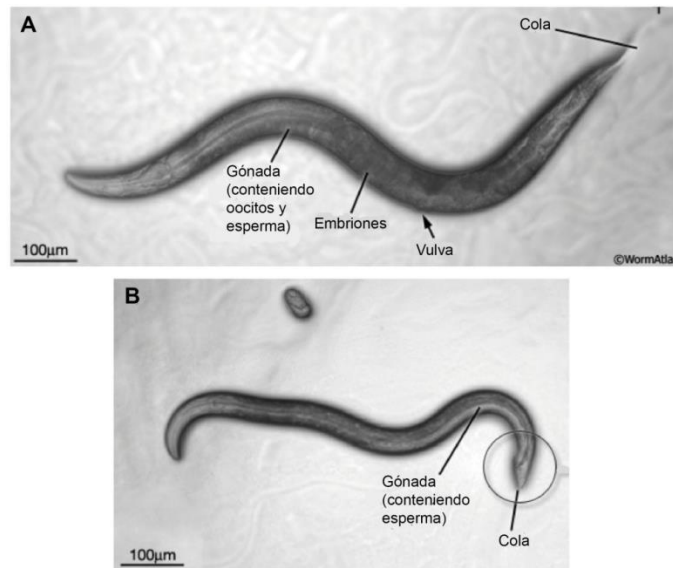 A
Cola
Gónada
(conteniendo
oocitos y
esperma)
Embriones
Vulva
100µm
©WormAtla
B
Gónada
(conteniendo
esperma)
Cola
100µm